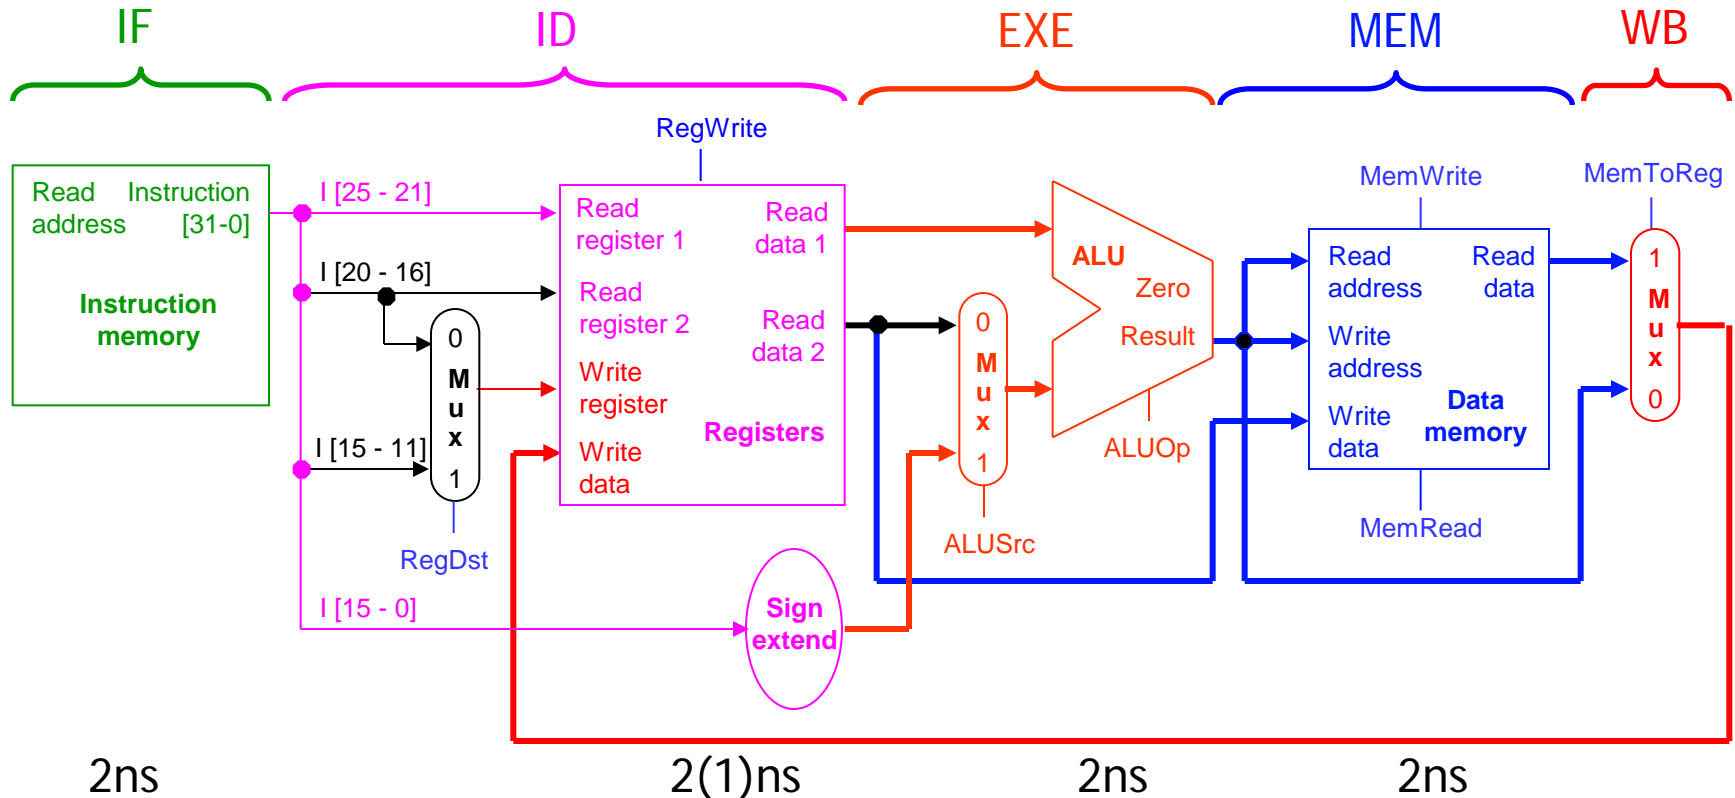 IF
ID
EXE
MEM
WB
RegWrite
Read Instruction
address [31-0]
Instruction
memory
I [25 - 21]
I [20 - 16]
I [15 - 11]
I [15 - 0]
0
M
u
x
1
RegDst
Read
register 1
Read
register 2
Write
register
Write
data
Read
data 1
Read
data 2
Registers
Sign
extend
0
M
u
x
1
ALUSrc
ALU
Zero
Result
ALUOp
MemWrite
Read
address
Write
address
Write
data
Read
data
Data
memory
MemRead
MemToReg
1
M
u
x
0
2ns
2(1)ns
2ns
2ns